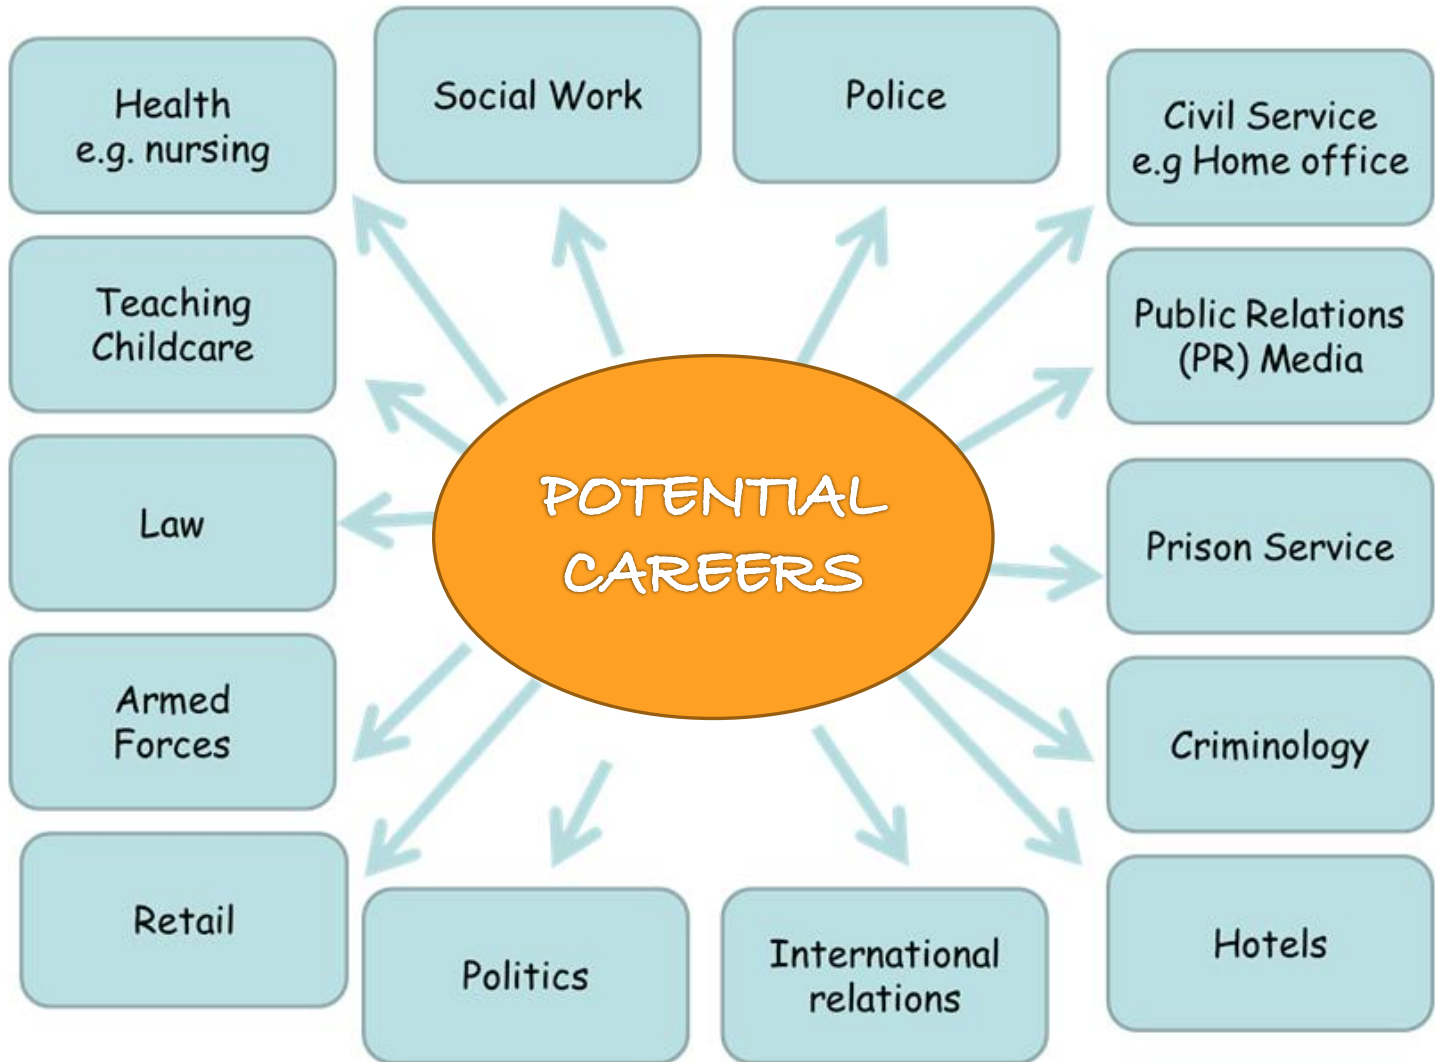 Social Work
Police
Health
e.g. nursing
Civil Service
e.g Home office
Teaching
Childcare
Public Relations
(PR) Media
POTENTIAL
CAREERS
Law
Prison Service
Armed
Forces
Criminology
Retail
Politics
International
relations
Hotels